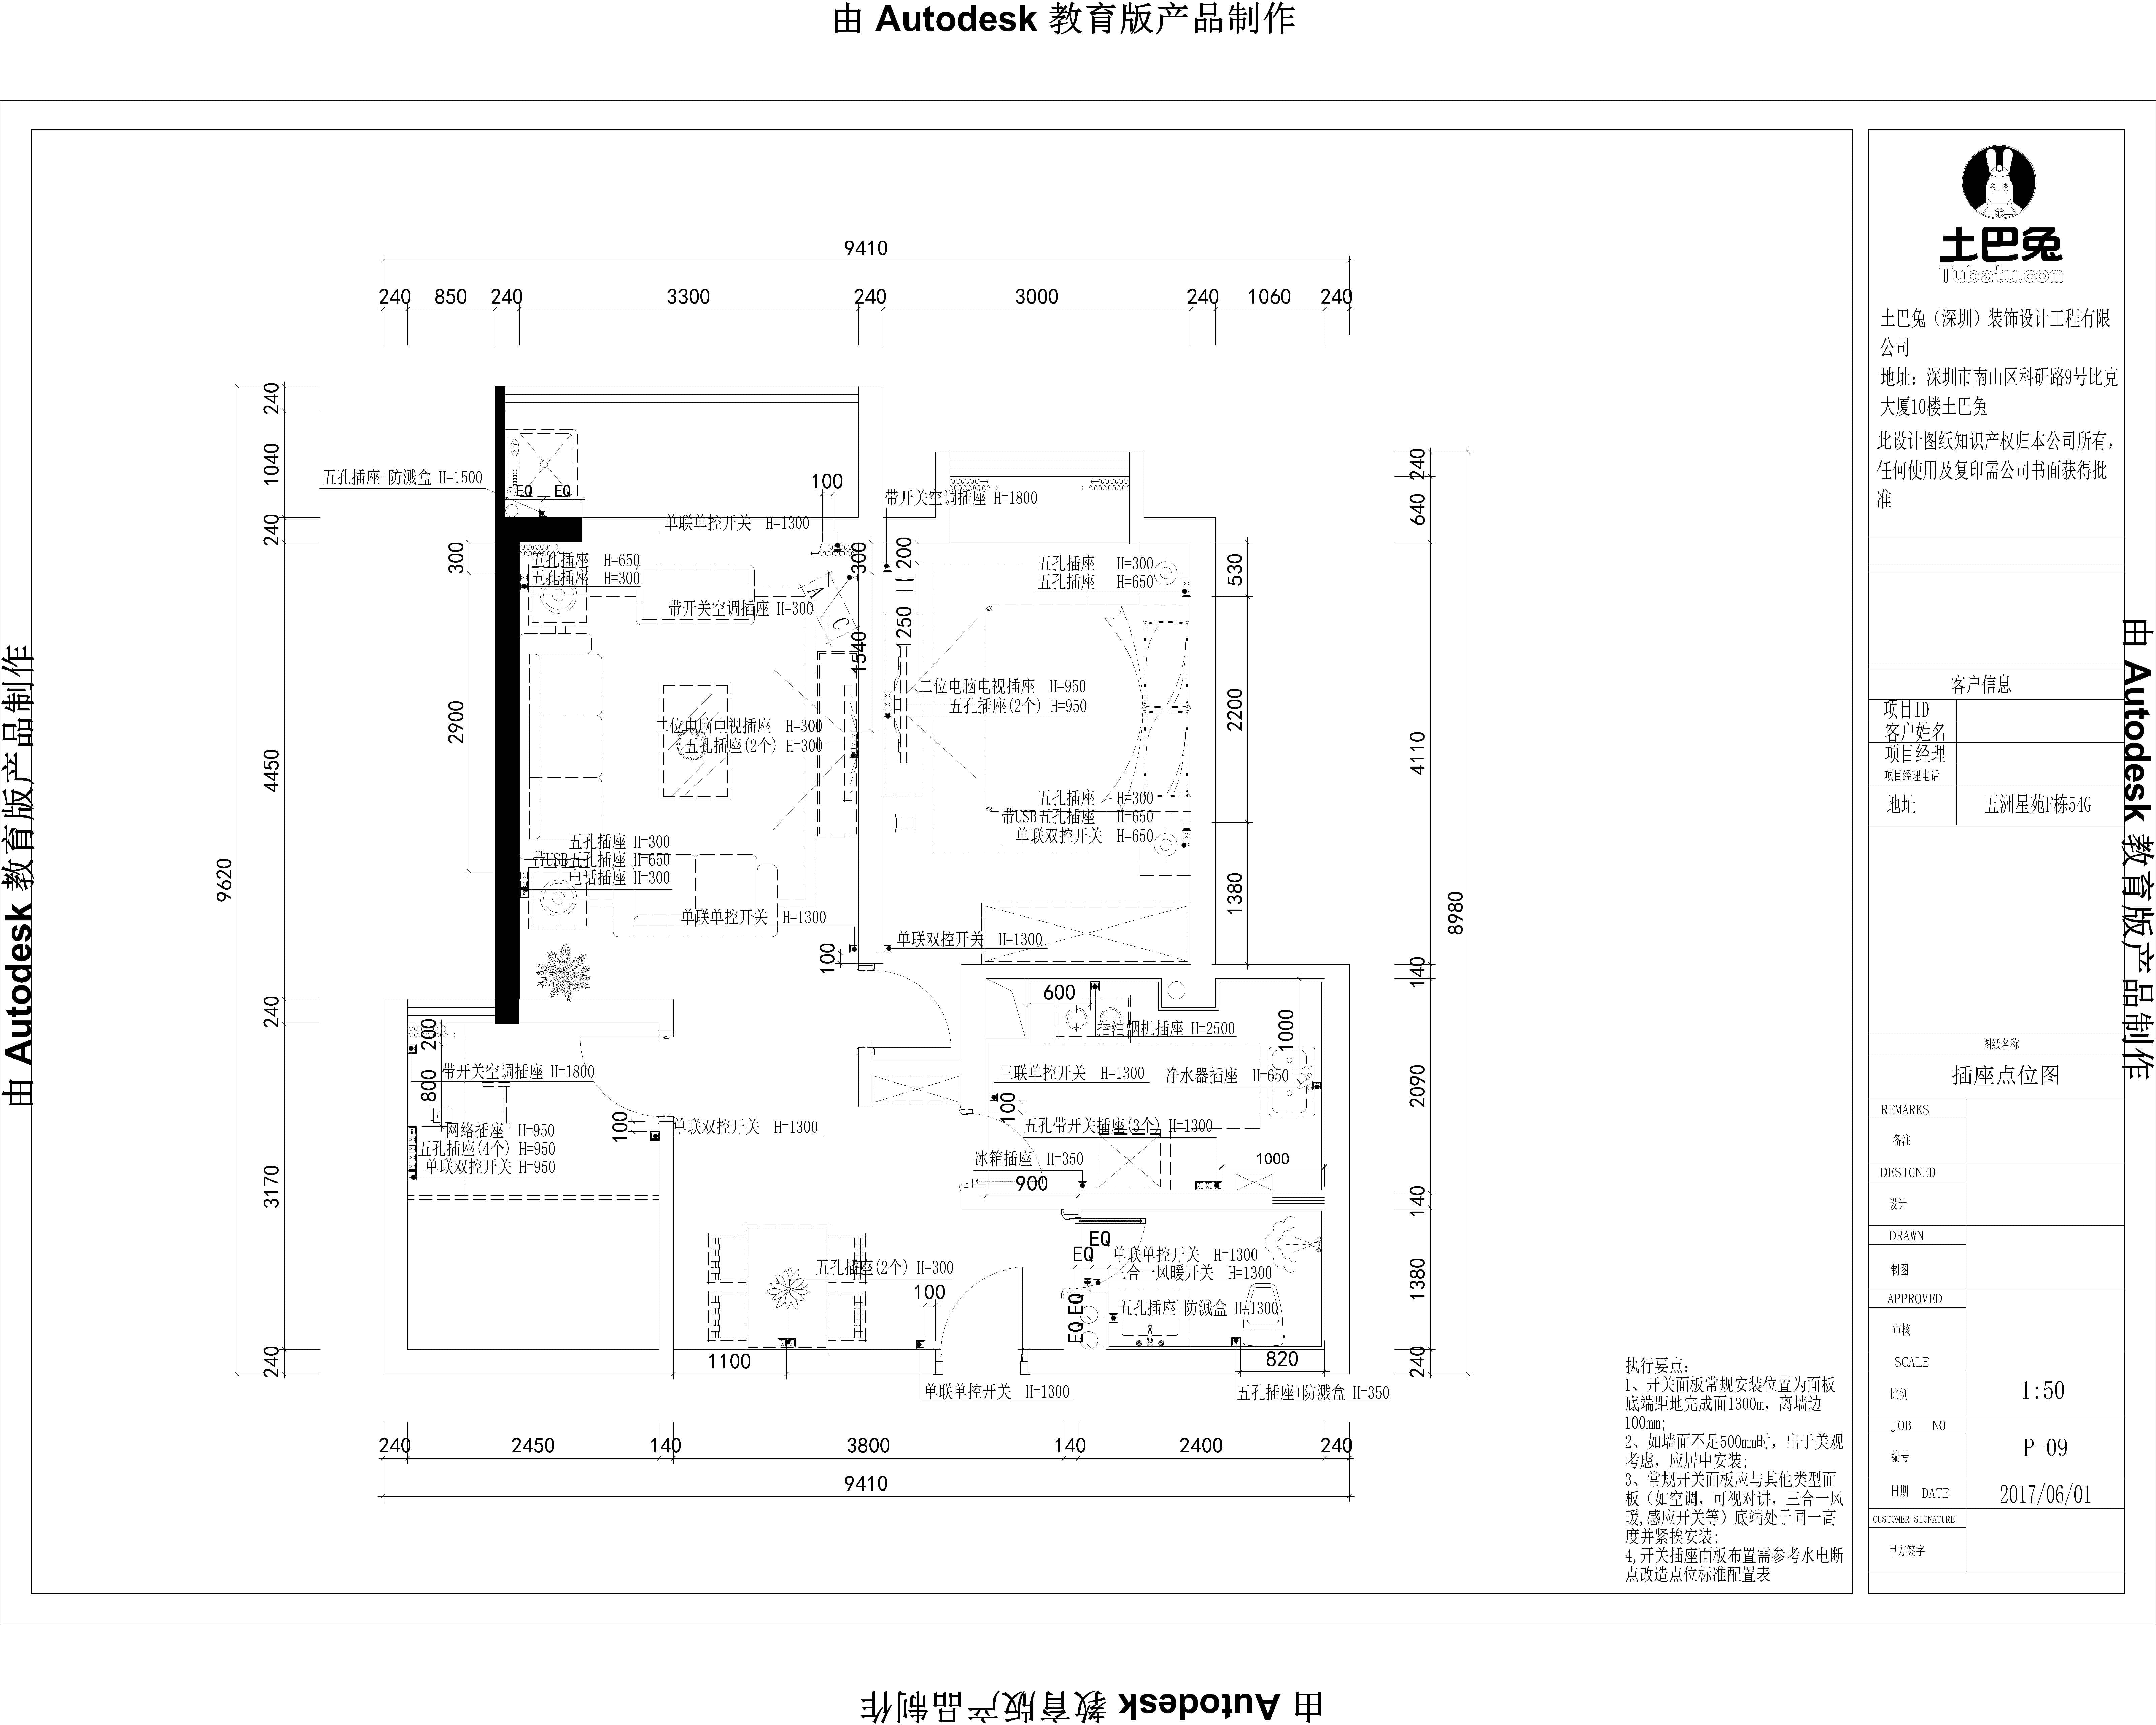 由 Autodesk 教育版产品制作
9410
240 850 240 3300 240 3000 240 1060 240
240
1040
240
4450
240
3170
240
9620
300
2900
五孔插座+防溅盒 H=1500
EQ EQ
100
单联单控开关 H=1300
带开关空调插座 H=1800
五孔插座 H=650
五孔插座 H=300
300
带开关空调插座 H=300
A
C
1540
200
1250
五孔插座 H=300
五孔插座 H=650
二位电脑电视插座 H=950
五孔插座(2个) H=950
二位电脑电视插座 H=300
五孔插座(2个) H=300
五孔插座 H=300
带USB五孔插座 H=650
单联双控开关 H=650
五孔插座 H=300
带USB五孔插座 H=650
电话插座 H=300
单联单控开关 H=1300
100
单联双控开关 H=1300
530
2200
1380
240
640
4110
140
2090
140
1380
240
8980
600
抽油烟机插座 H=2500
1000
三联单控开关 H=1300
净水器插座 H=650
100
五孔带开关插座(3个) H=1300
冰箱插座 H=350
900
1000
200
800
带开关空调插座 H=1800
网络插座 H=950
五孔插座(4个) H=950
单联双控开关 H=950
100
单联双控开关 H=1300
五孔插座(2个) H=300
100
1100
单联单控开关 H=1300
EQ
EQ
单联单控开关 H=1300
三合一风暖开关 H=1300
EQ EQ
五孔插座+防溅盒 H=1300
820
五孔插座+防溅盒 H=350
240 2450 140 3800 140 2400 240
9410
执行要点:
1、开关面板常规安装位置为面板
底端距地完成面1300m，离墙边
100mm;
2、如墙面不足500mm时，出于美观
考虑，应居中安装;
3、常规开关面板应与其他类型面
板（如空调，可视对讲，三合一风
暖,感应开关等）底端处于同一高
度并紧挨安装;
4,开关插座面板布置需参考水电断
点改造点位标准配置表
土巴兔
Tubatu.com
土巴兔（深圳）装饰设计工程有限
公司
地址：深圳市南山区科研路9号比克
大厦10楼土巴兔
此设计图纸知识产权归本公司所有，
任何使用及复印需公司书面获得批
准
客户信息
项目ID
客户姓名
项目经理
项目经理电话
地址 五洲星苑F栋54G
图纸名称
插座点位图
REMARKS
备注
DESIGNED
设计
DRAWN
制图
APPROVED
审核
SCALE
比例 1:50
JOB NO
编号 P-09
日期 DATE 2017/06/01
CUSTOMER SIGNATURE
甲方签字
由 Autodesk 教育版产品制作
由 Autodesk 教育版产品制作
由 Autodesk 教育版产品制作